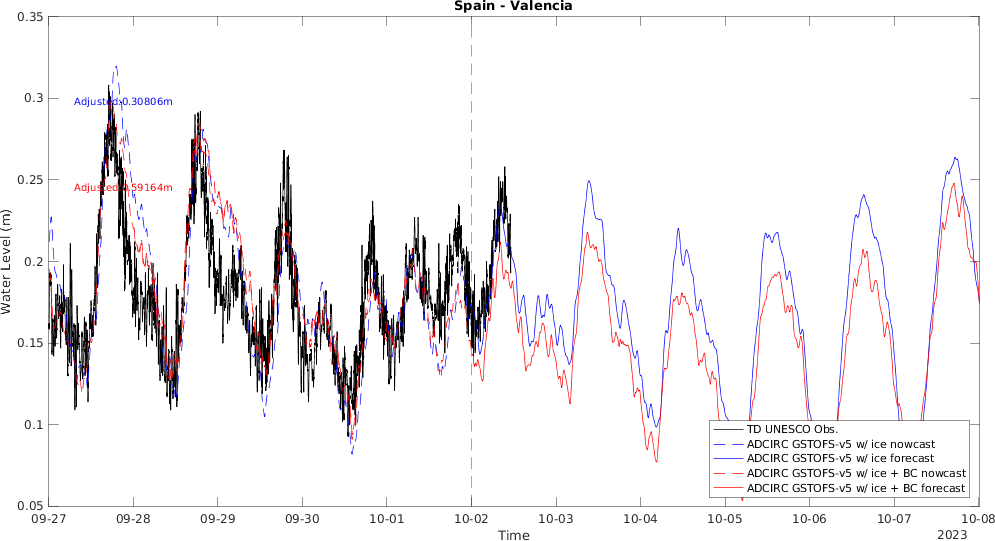 Spain - Valencia
0.35
0.3
0.25
0.2
0.15
0.1
0.05
Water Level (m)
Adjusted:0.30806m
Adjusted:0.59164m
TD UNESCO Obs.
ADCIRC GSTOFS-v5 w/ ice nowcast
ADCIRC GSTOFS-v5 w/ ice forecast
ADCIRC GSTOFS-v5 w/ ice + BC nowcast
ADCIRC GSTOFS-v5 w/ ice + BC forecast
09-27 09-28 09-29 09-30 10-01 10-02 10-03 10-04 10-05 10-06 10-07 10-08
Time
2023